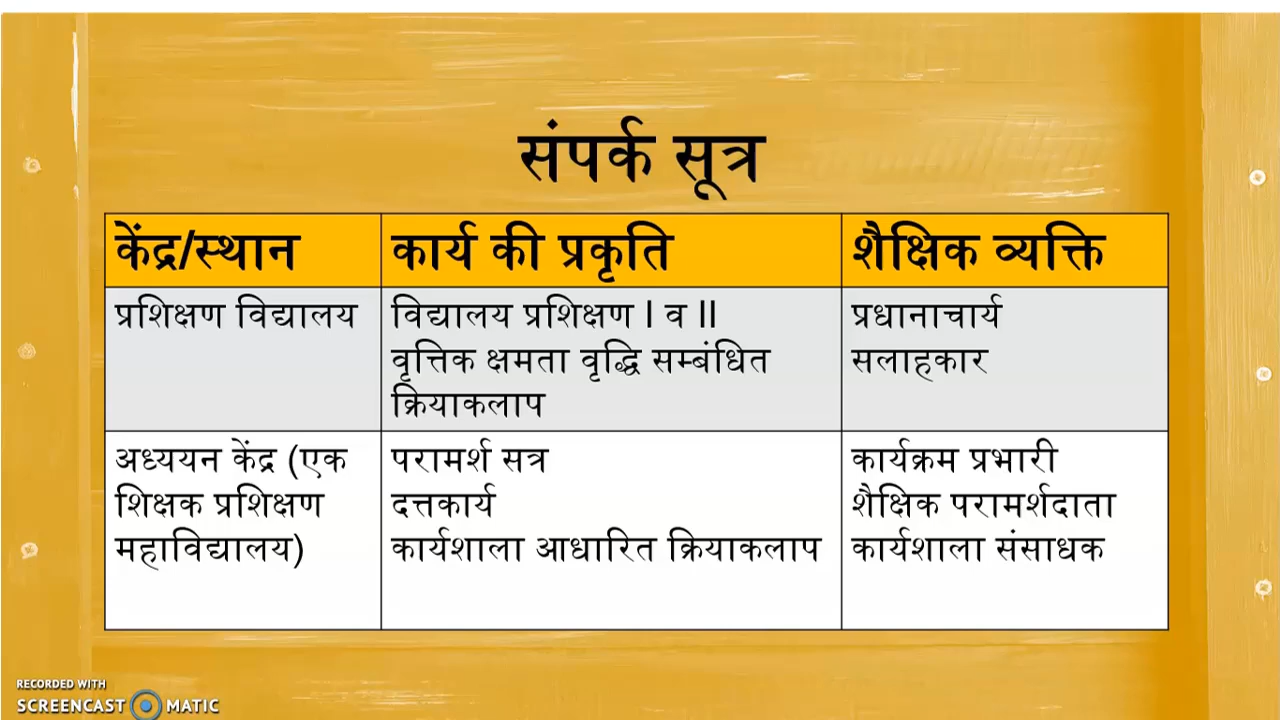 संपर्क सूत्र
केंद्र/स्थान
कार्य की प्रकृति
शैक्षिक व्यक्ति
प्रशिक्षण विद्यालय
विद्यालय प्रशिक्षण I व II
वृत्तिक क्षमता वृद्धि सम्बंधित
क्रियाकलाप
प्रधानाचार्य
सलाहकार
अध्ययन केंद्र (एक
शिक्षक प्रशिक्षण
महाविद्यालय)
परामर्श सत्र
दत्तकार्य
कार्यशाला आधारित क्रियाकलाप
कार्यक्रम प्रभारी
शैक्षिक परामर्शदाता
कार्यशाला संसाधक
RECORDED WITH
SCREENCAST MATIC